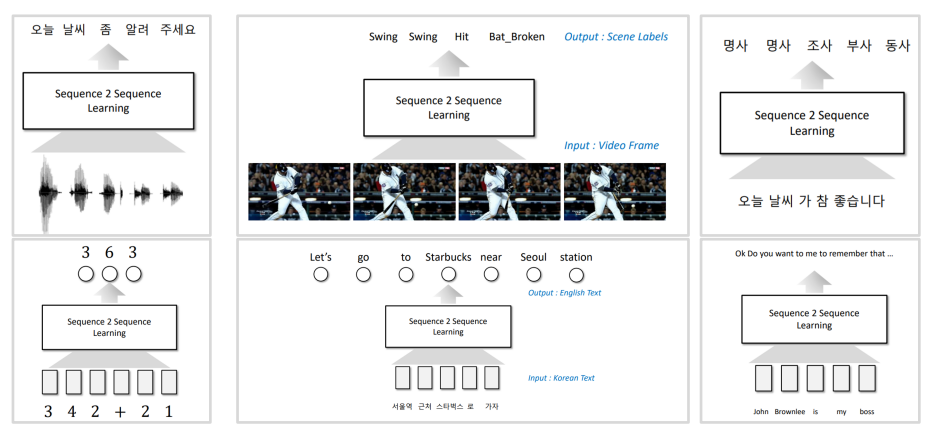 오늘 날씨 좀 알려 주세요
Sequence 2 Sequence
Learning
Swing Swing Hit Bat_Broken Output : Scene Labels
Sequence 2 Sequence
Learning
Input : Video Frame
명사 명사 조사 부사 동사
Sequence 2 Sequence
Learning
오늘 날씨 가 참 좋습니다
3 6 3
Sequence 2 Sequence
Learning
3 4 2 + 2 1
Let's go to Starbucks near Seoul station
Output : English Text
Sequence 2 Sequence
Learning
Input : Korean Text
서울역 근처 스타벅스 로 가자
Ok Do you want to me to remember that ...
Sequence 2 Sequence
Learning
John Brownlee is my boss